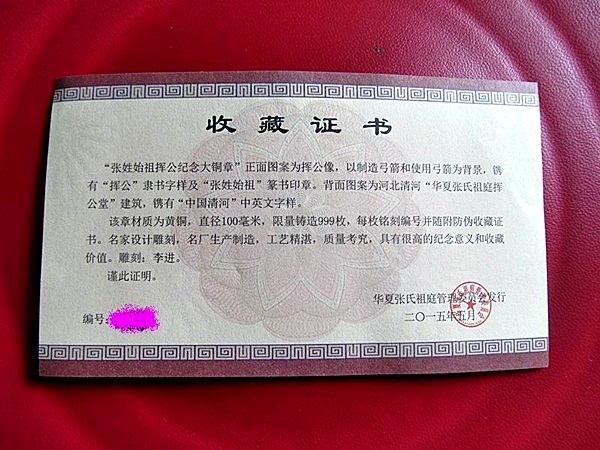 收藏证书
“张姓始祖挥公纪念大铜章”正面图案为挥公像，以制造弓箭和使用弓箭为背景，镌
有“挥公”隶书字样及“张姓始祖”篆书印章。背面图案为河北清河“华夏张氏祖庭挥
公堂”建筑，镌有“中国清河”中英文字样。
该章材质为黄铜，直径100毫米，限量铸造999枚，每枚铭刻编号并随附防伪收藏证
书。名家设计雕刻，名厂生产制造，工艺精湛，质量考究，具有很高的纪念意义和收藏
价值。雕刻：李进。
谨此证明。
华夏张氏祖庭管理委员会发行
编号:
二〇一五年五月